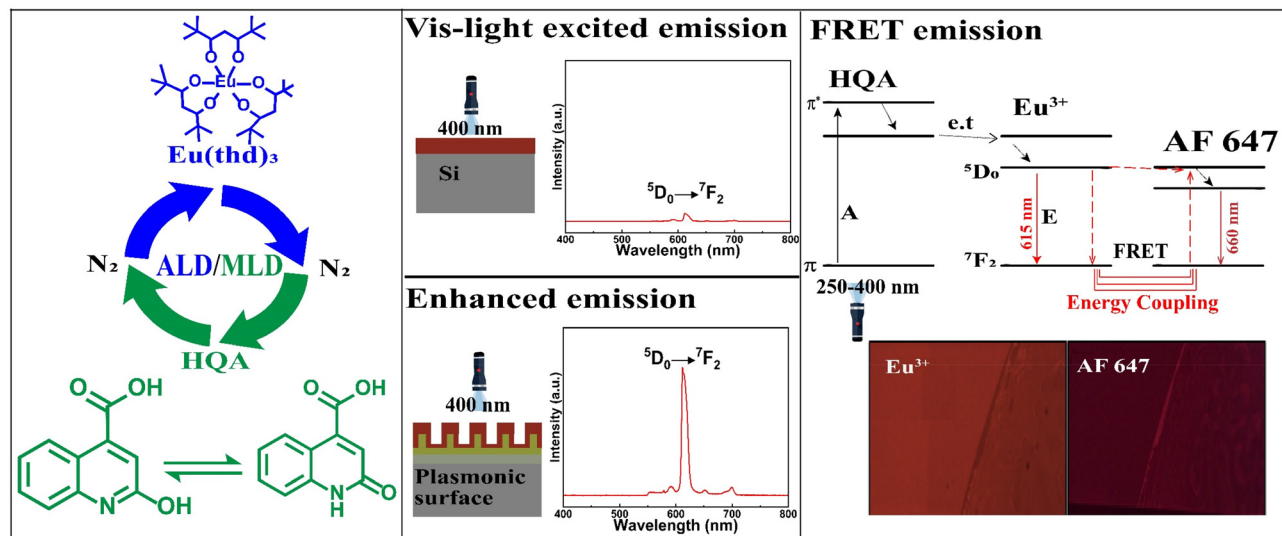 O
O
O
O
Eu
O
O
Eu(thd)₃
N₂
ALD/MLD
N₂
HQA
O
OH
N
OH
O
OH
N
H
O
Vis-light excited emission
400 nm
Si
Intensity (a.u.)
⁵D₀→⁷F₂
400 500 600 700 800
Wavelength (nm)
Enhanced emission
400 nm
Plasmonic
surface
Intensity (a.u.)
⁵D₀→⁷F₂
400 500 600 700 800
Wavelength (nm)
FRET emission
HQA
π*
Eu³⁺
e.t
AF 647
⁵D₀
A
615 nm
E
660 nm
FRET
π
⁷F₂
250-400 nm
Energy Coupling
Eu³⁺
AF 647